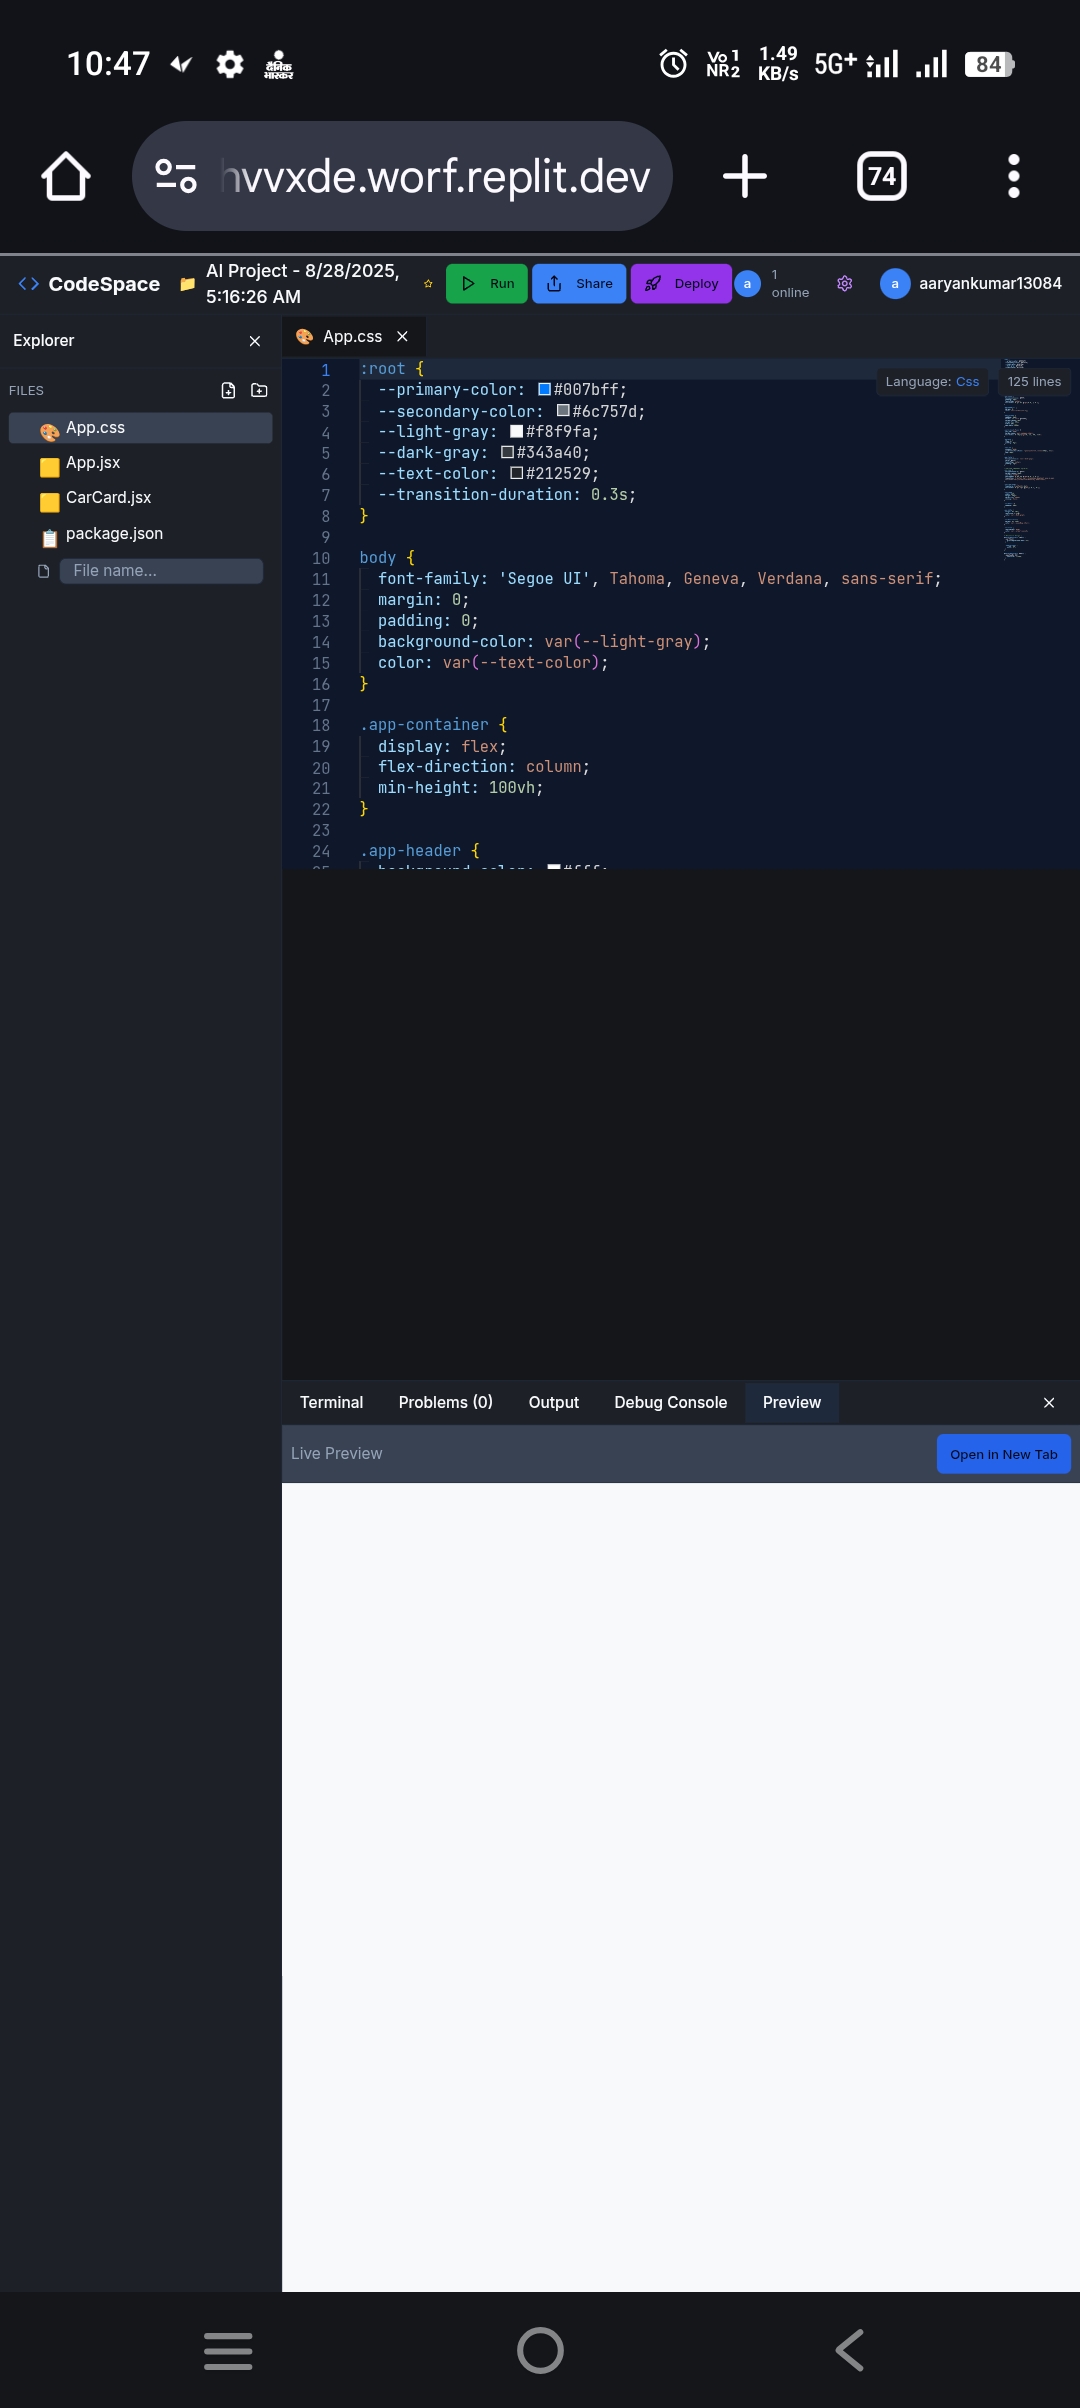 10:47
दैनिक
भास्कर
Vo 1
NR2
1.49
KB/s
5G+
84
hvvxde.worf.replit.dev
74
CodeSpace
AI Project - 8/28/2025,
5:16:26 AM
Run
Share
Deploy
a
1
online
a
aaryankumar13084
Explorer
App.css
FILES
App.css
App.jsx
CarCard.jsx
package.json
File name...
Language: Css
125 lines
1 :root {
2 --primary-color: #007bff;
3 --secondary-color: #6c757d;
4 --light-gray: #f8f9fa;
5 --dark-gray: #343a40;
6 --text-color: #212529;
7 --transition-duration: 0.3s;
8 }
9
10 body {
11 font-family: 'Segoe UI', Tahoma, Geneva, Verdana, sans-serif;
12 margin: 0;
13 padding: 0;
14 background-color: var(--light-gray);
15 color: var(--text-color);
16 }
17
18 .app-container {
19 display: flex;
20 flex-direction: column;
21 min-height: 100vh;
22 }
23
24 .app-header {
25 background-color: #fff;
Terminal
Problems (0)
Output
Debug Console
Preview
Live Preview
Open in New Tab